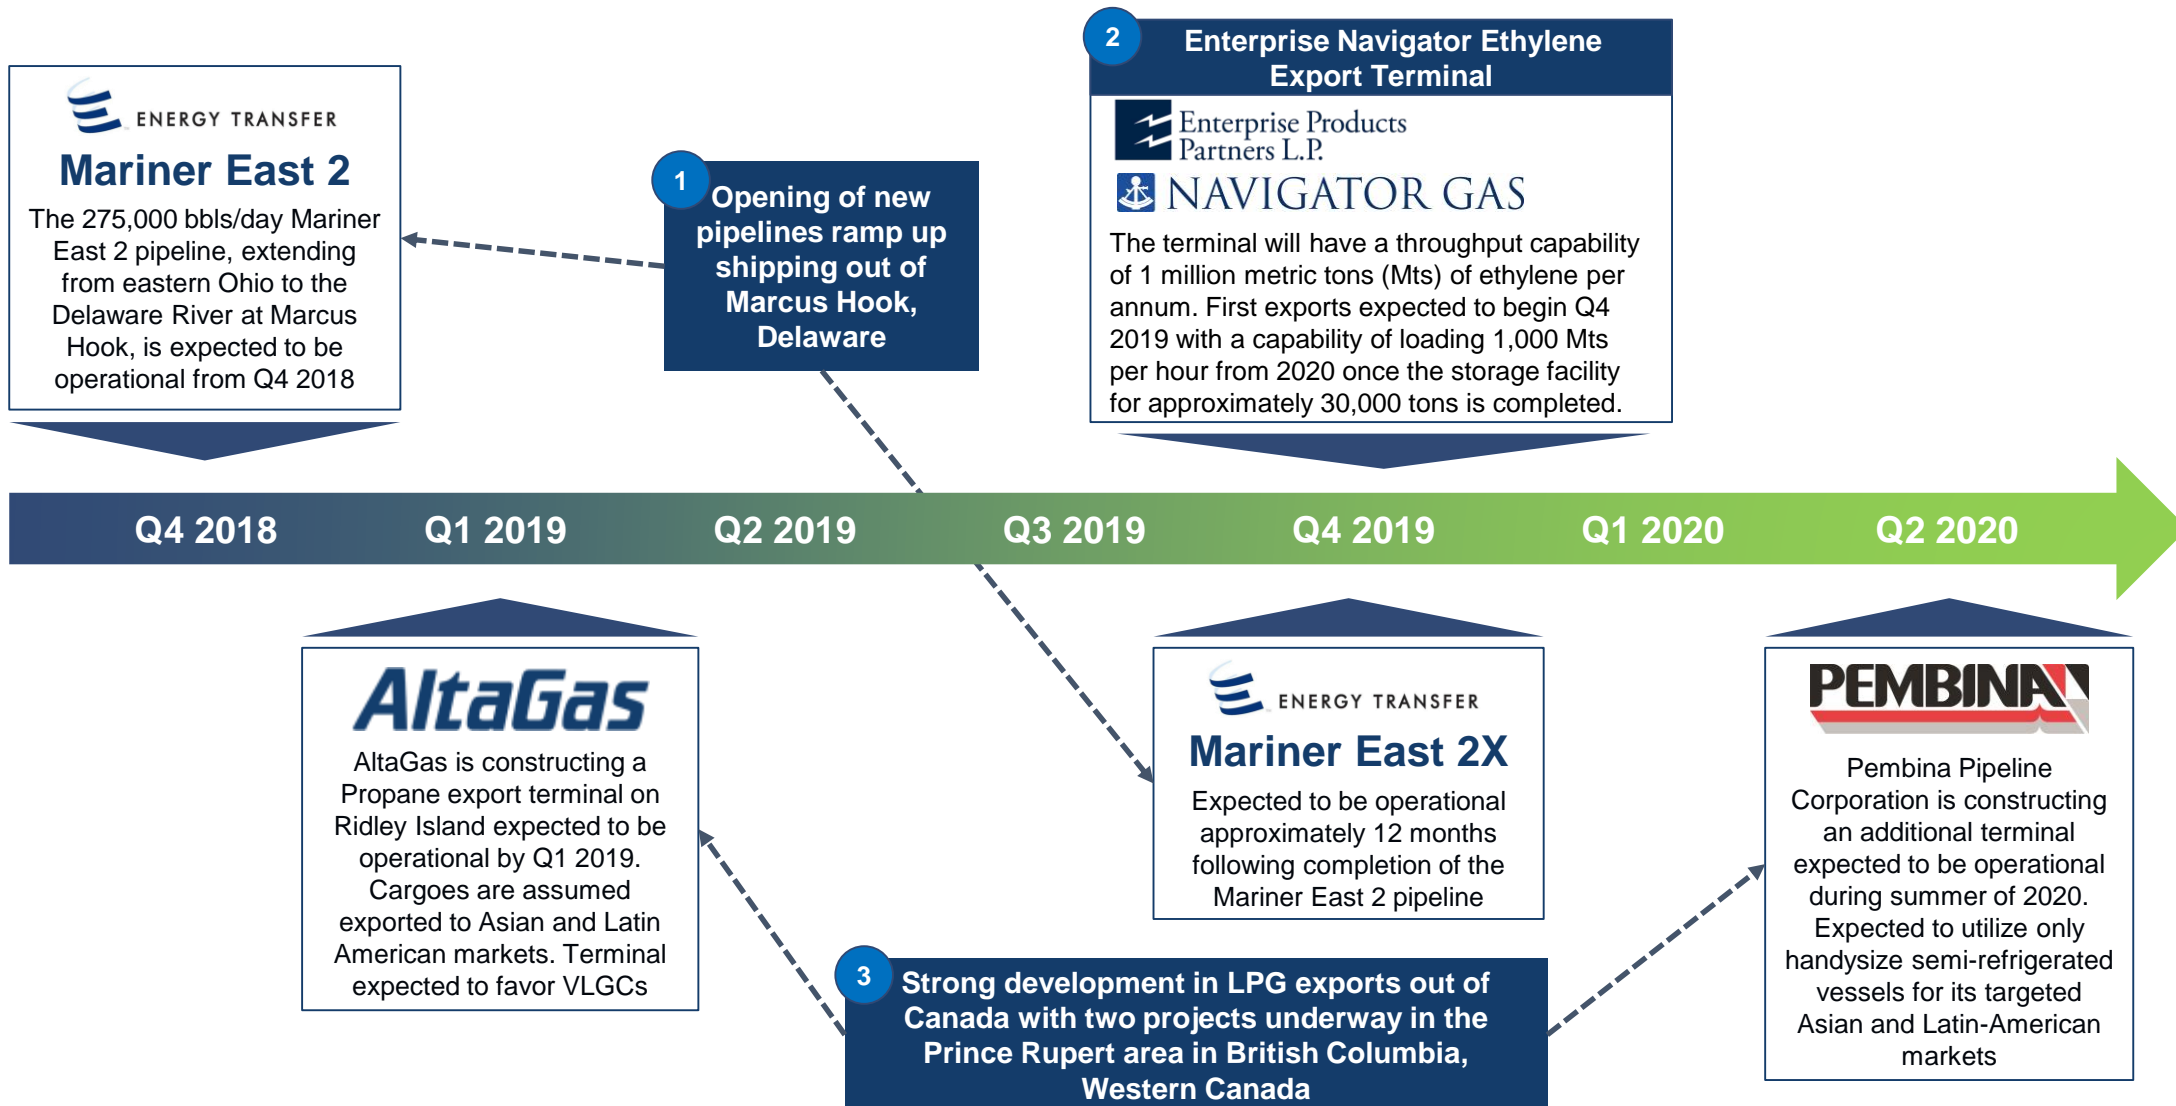 ENERGY TRANSFER
Mariner East 2
The 275,000 bbls/day Mariner
East 2 pipeline, extending
from eastern Ohio to the
Delaware River at Marcus
Hook, is expected to be
operational from Q4 2018
1
Opening of new
pipelines ramp up
shipping out of
Marcus Hook,
Delaware
2
Enterprise Navigator Ethylene
Export Terminal
Enterprise Products
Partners L.P.
NAVIGATOR GAS
The terminal will have a throughput capability
of 1 million metric tons (Mts) of ethylene per
annum. First exports expected to begin Q4
2019 with a capability of loading 1,000 Mts
per hour from 2020 once the storage facility
for approximately 30,000 tons is completed.
Q4 2018 Q1 2019 Q2 2019 Q3 2019 Q4 2019 Q1 2020 Q2 2020
AltaGas
AltaGas is constructing a
Propane export terminal on
Ridley Island expected to be
operational by Q1 2019.
Cargoes are assumed
exported to Asian and Latin
American markets. Terminal
expected to favor VLGCs
ENERGY TRANSFER
Mariner East 2X
Expected to be operational
approximately 12 months
following completion of the
Mariner East 2 pipeline
PEMBINA
Pembina Pipeline
Corporation is constructing
an additional terminal
expected to be operational
during summer of 2020.
Expected to utilize only
handysize semi-refrigerated
vessels for its targeted
Asian and Latin-American
markets
3
Strong development in LPG exports out of
Canada with two projects underway in the
Prince Rupert area in British Columbia,
Western Canada